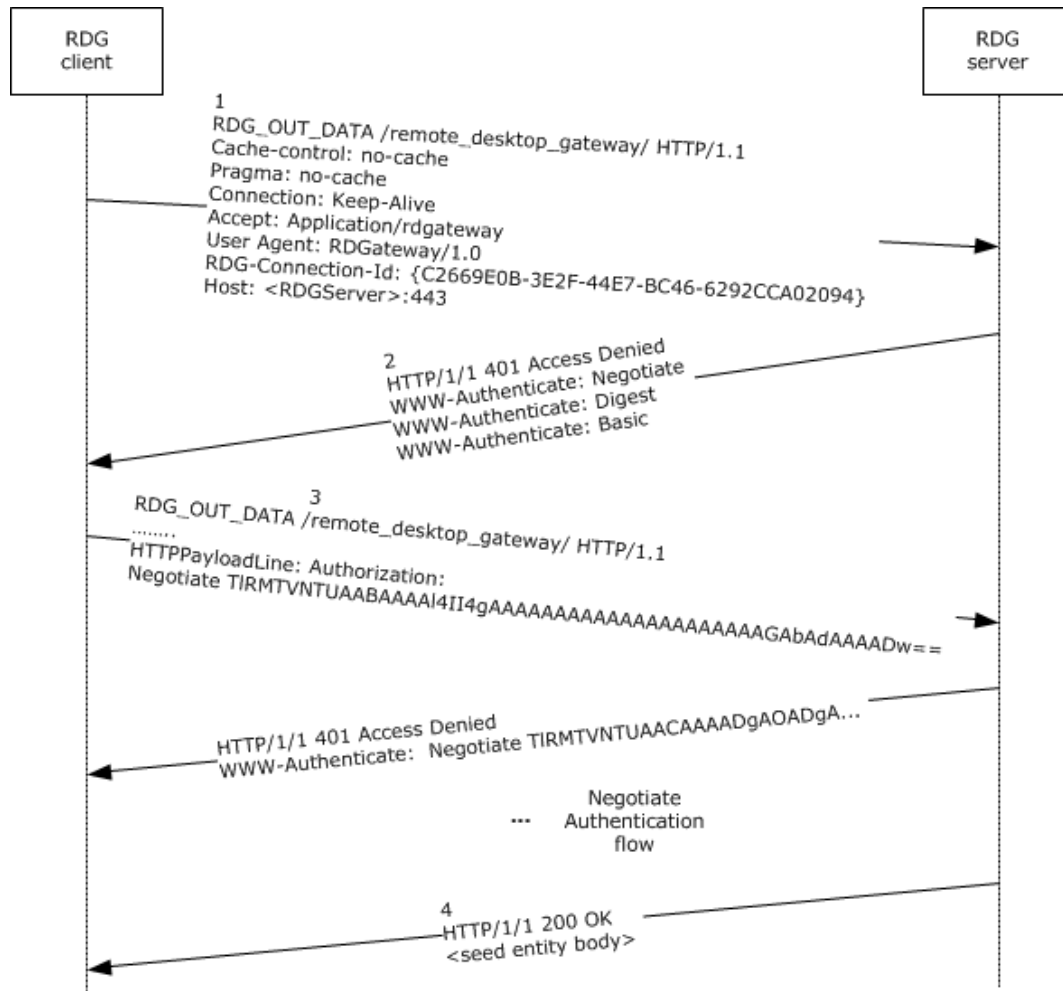 RDG
client
RDG
server
1
RDG_OUT_DATA /remote_desktop_gateway/ HTTP/1.1
Cache-control: no-cache
Pragma: no-cache
Connection: Keep-Alive
Accept: Application/rdgateway
User Agent: RDGateway/1.0
RDG-Connection-Id: {C2669E0B-3E2F-44E7-BC46-6292CCA02094}
Host: <RDGServer>:443
2
HTTP/1/1 401 Access Denied
WWW-Authenticate: Negotiate
WWW-Authenticate: Digest
WWW-Authenticate: Basic
3
RDG_OUT_DATA /remote_desktop_gateway/ HTTP/1.1
........
HTTPPayloadLine: Authorization:
Negotiate TlRMTVNTUAABAAAAl4II4gAAAAAAAAAAAAAAAAAAAAAGAbAdAAAADw==
HTTP/1/1 401 Access Denied
WWW-Authenticate: Negotiate TlRMTVNTUAACAAAADgAOADgA...
... Negotiate
Authentication
flow
4
HTTP/1/1 200 OK
<seed entity body>